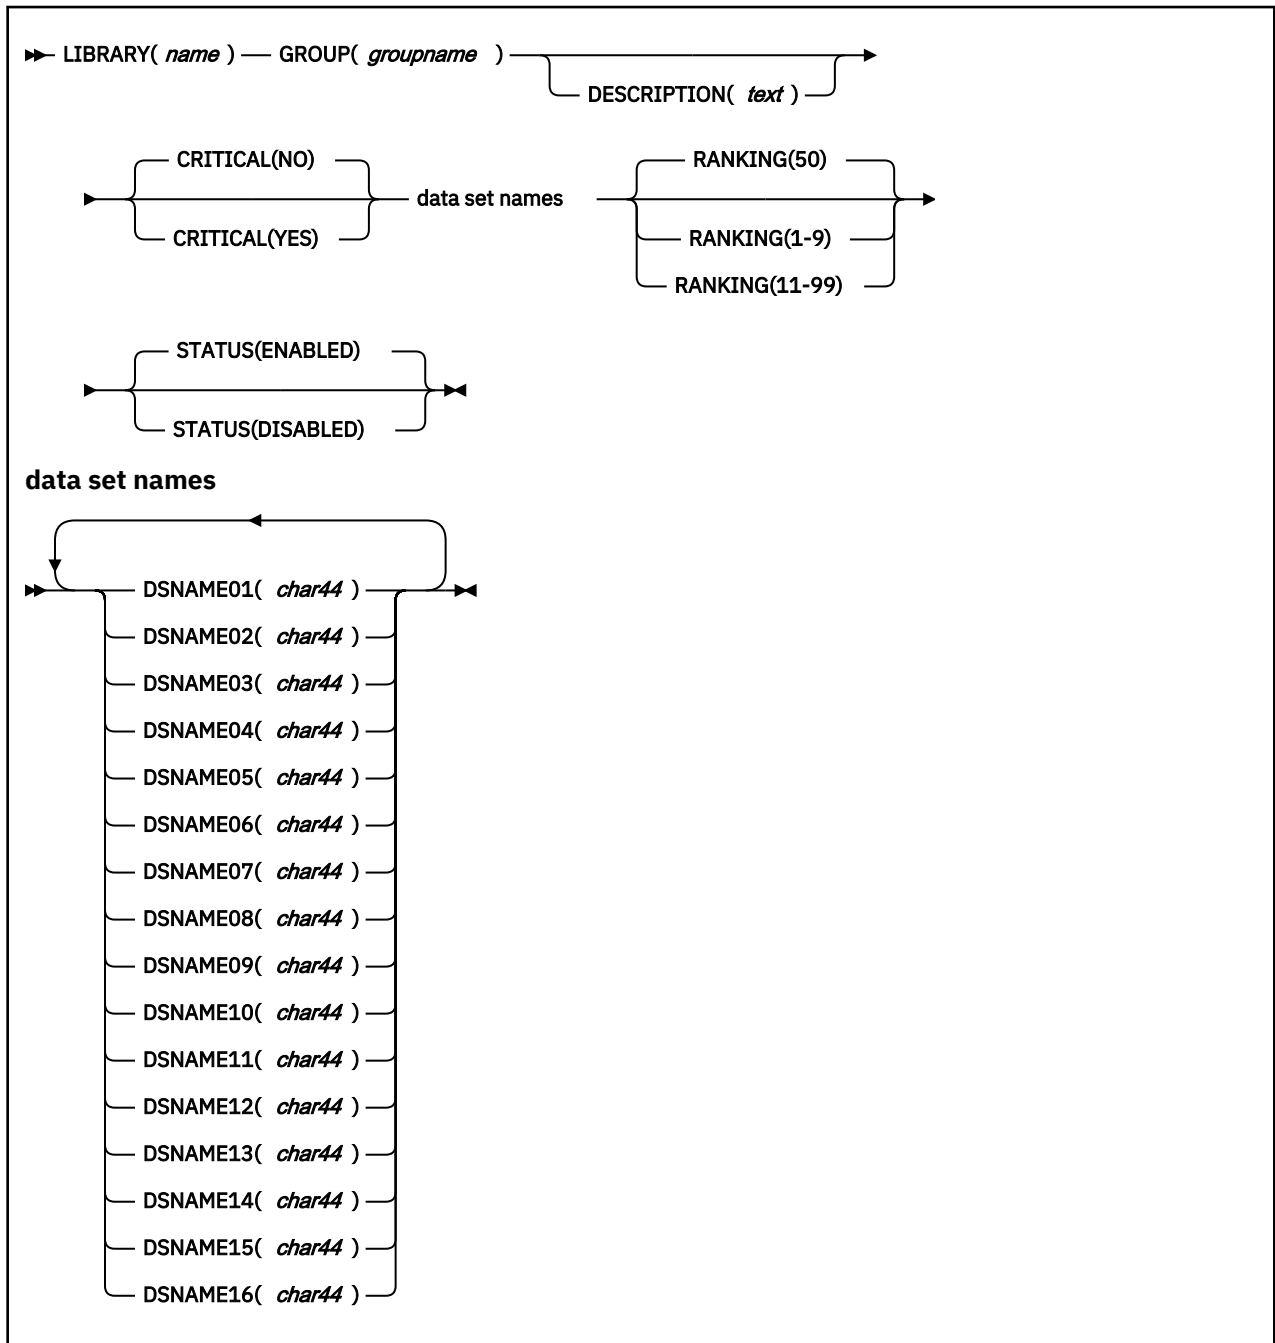 LIBRARY( name ) GROUP( groupname )
DESCRIPTION( text )
CRITICAL(NO)
CRITICAL(YES)
data set names
RANKING(50)
RANKING(1-9)
RANKING(11-99)
STATUS(ENABLED)
STATUS(DISABLED)
data set names
DSNAME01( char44 )
DSNAME02( char44 )
DSNAME03( char44 )
DSNAME04( char44 )
DSNAME05( char44 )
DSNAME06( char44 )
DSNAME07( char44 )
DSNAME08( char44 )
DSNAME09( char44 )
DSNAME10( char44 )
DSNAME11( char44 )
DSNAME12( char44 )
DSNAME13( char44 )
DSNAME14( char44 )
DSNAME15( char44 )
DSNAME16( char44 )